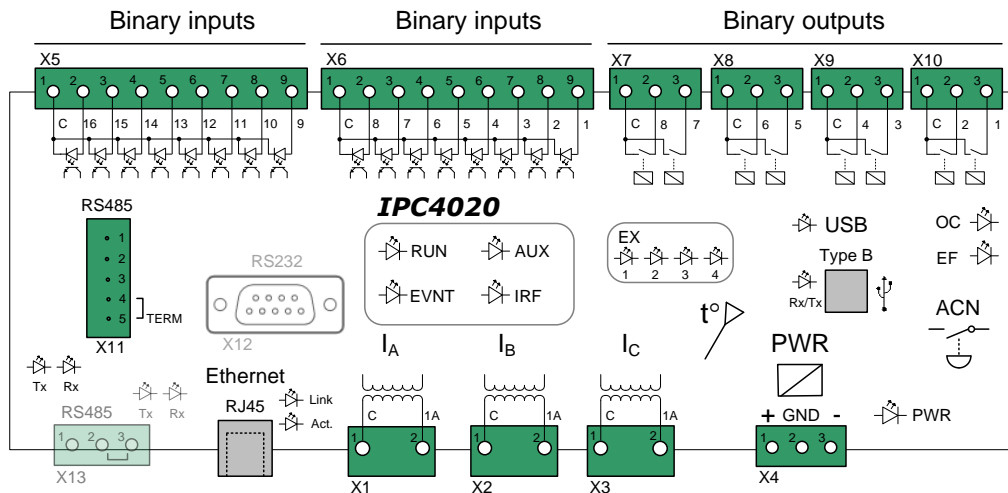 Binary inputs Binary inputs Binary outputs
X5 X6 X7 X8 X9 X10
1 2 3 4 5 6 7 8 9 1 2 3 4 5 6 7 8 9 1 2 3 1 2 3 1 2 3 1 2 3
C 16 15 14 13 12 11 10 9 C 8 7 6 5 4 3 2 1 C 8 7 C 6 5 C 4 3 C 2 1
RS485
1
2
3
4
5
TERM
X11
Tx Rx
RS232
X12
IPC4020
RUN AUX
EVNT IRF
EX
1 2 3 4
t°
USB
Type B
Rx/Tx
OC
EF
ACN
RS485
Tx Rx
1 2 3
X13
Ethernet
RJ45
Link
Act.
I_A I_B I_C
C 1A C 1A C 1A
1 2 1 2 1 2
X1 X2 X3
PWR
+ GND -
1 2 3
X4
PWR